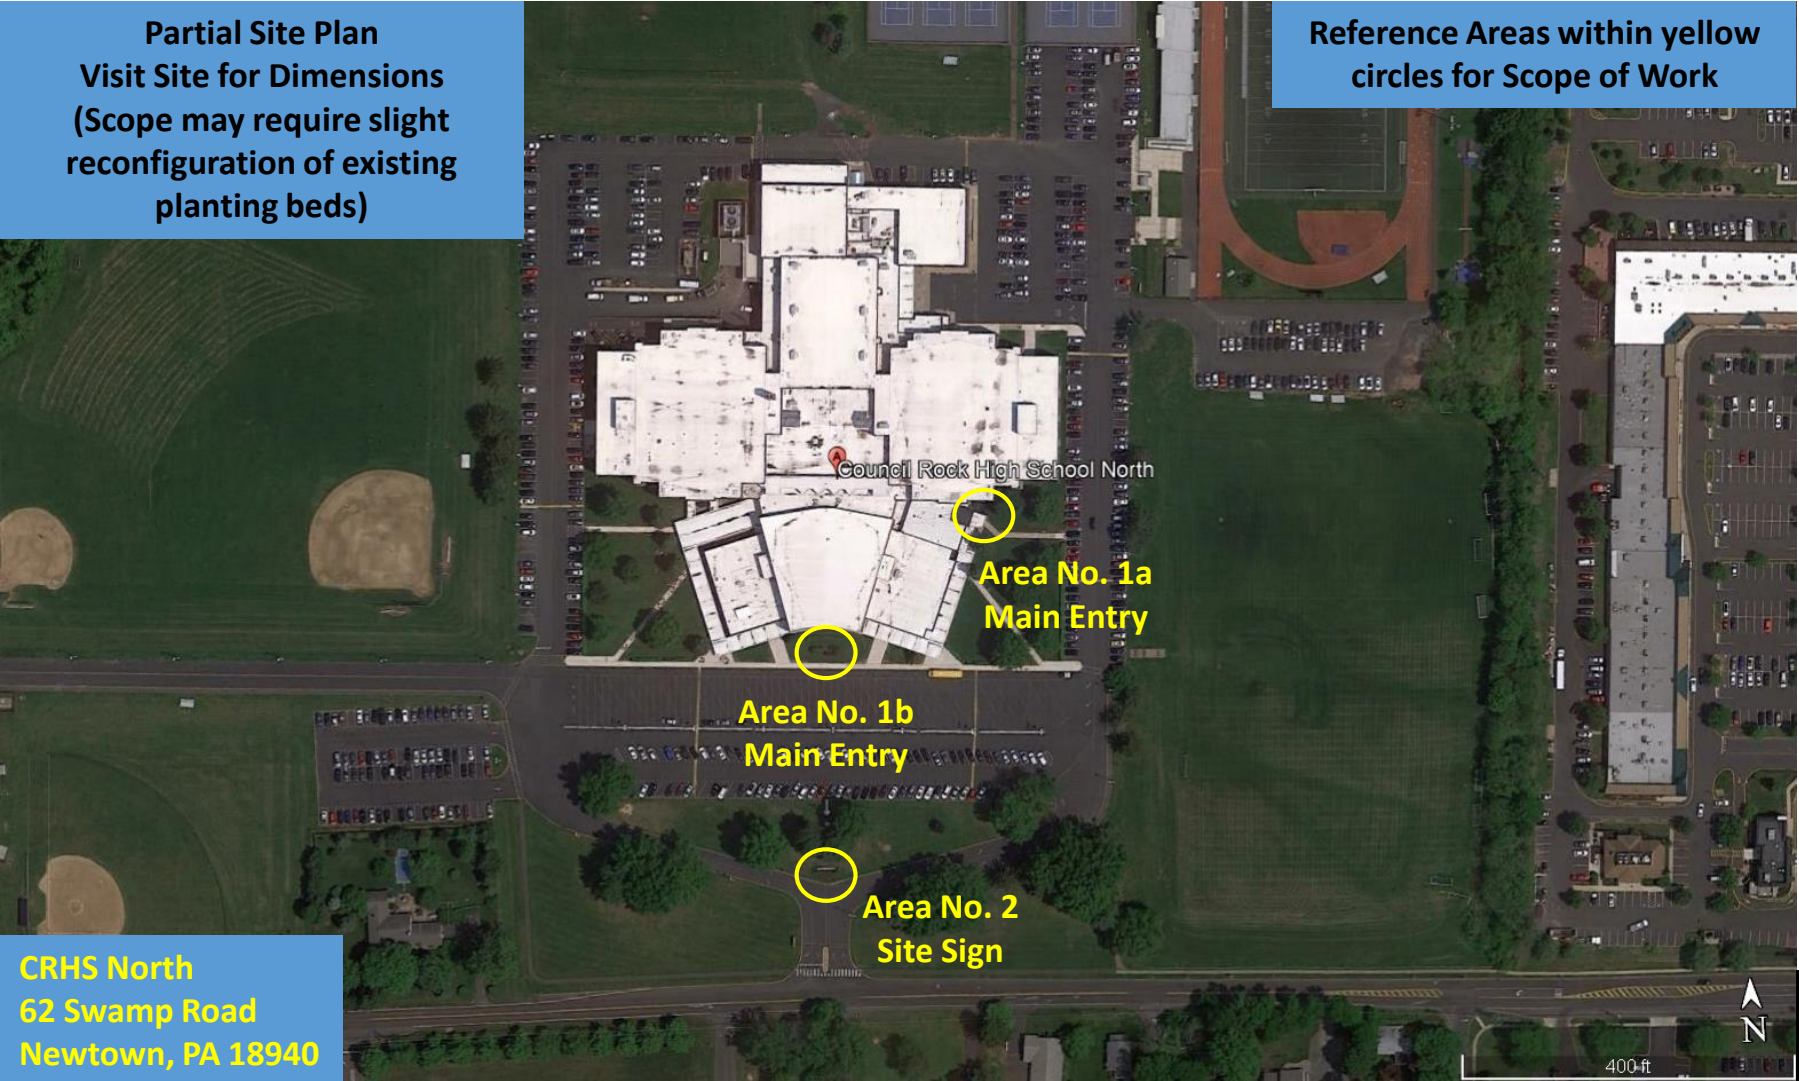 Partial Site Plan
Visit Site for Dimensions
(Scope may require slight
reconfiguration of existing
planting beds)
Reference Areas within yellow
circles for Scope of Work
A
Council Rock High School North
Area No. 1a
Main Entry
Area No. 1b
Main Entry
Area No. 2
Site Sign
CRHS North
62 Swamp Road
Newtown, PA 18940
N
400 ft